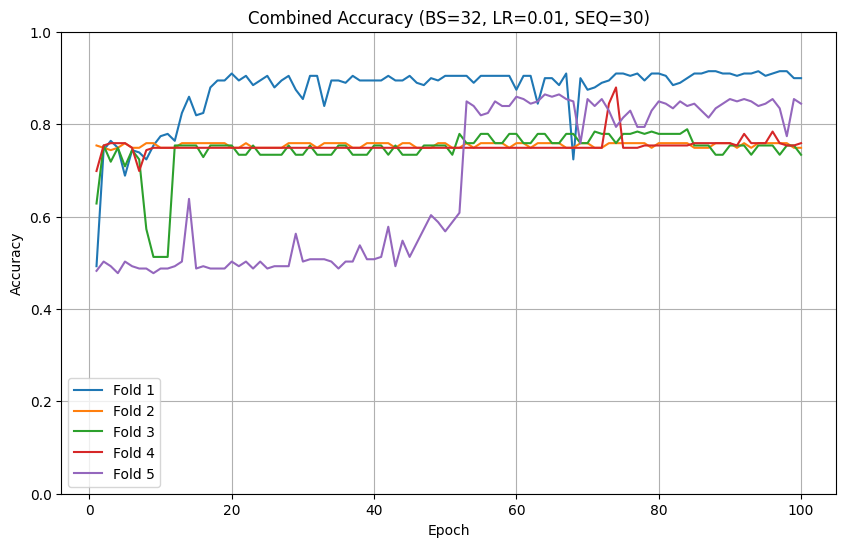 Combined Accuracy (BS=32, LR=0.01, SEQ=30)
1.0
0.8
0.6
0.4
0.2
0.0
Accuracy
Fold 1
Fold 2
Fold 3
Fold 4
Fold 5
0 20 40 60 80 100
Epoch